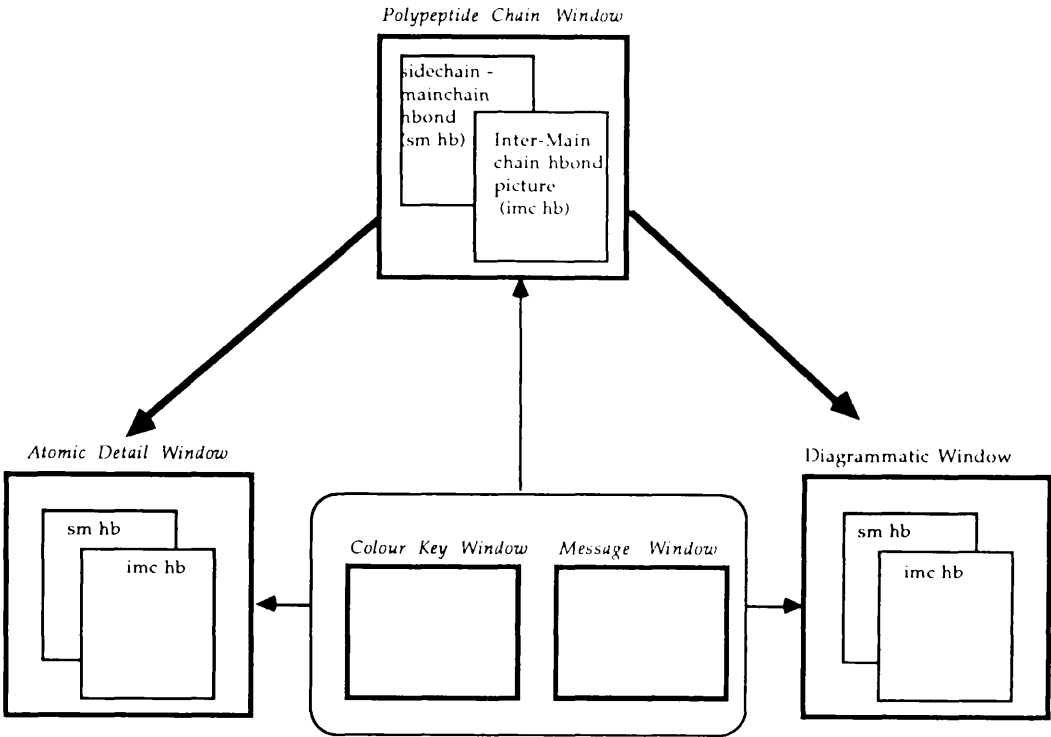 Polypeptide Chain Window
sidechain -
mainchain
hbond
(sm hb)
Inter-Main
chain hbond
picture
(imc hb)
Atomic Detail Window
sm hb
imc hb
Colour Key Window
Message Window
Diagrammatic Window
sm hb
imc hb